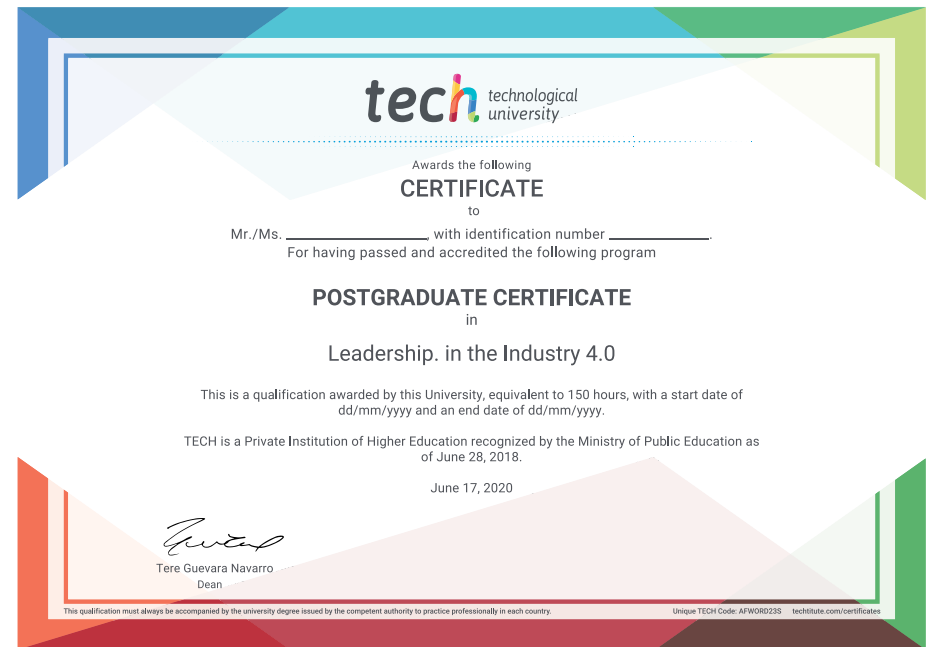 tech technological
university
Awards the following
CERTIFICATE
to
Mr./Ms. ____________________, with identification number ______________.
For having passed and accredited the following program
POSTGRADUATE CERTIFICATE
in
Leadership. in the Industry 4.0
This is a qualification awarded by this University, equivalent to 150 hours, with a start date of
dd/mm/yyyy and an end date of dd/mm/yyyy.
TECH is a Private Institution of Higher Education recognized by the Ministry of Public Education as
of June 28, 2018.
June 17, 2020
Tere Guevara Navarro
Dean
This qualification must always be accompanied by the university degree issued by the competent authority to practice professionally in each country.
Unique TECH Code: AFWORD23S techtitute.com/certificates